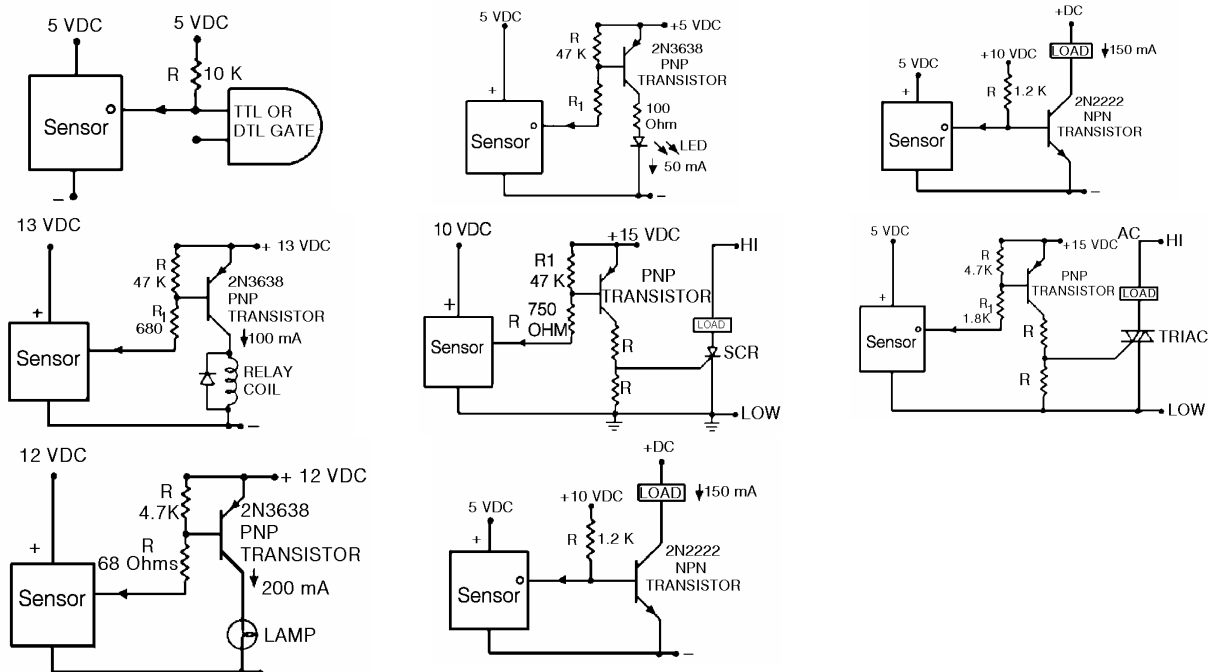 5 VDC
5 VDC
R
10 K
Sensor
TTL OR
DTL GATE
–
5 VDC
+5 VDC
R
47 K
2N3638
PNP
TRANSISTOR
+
R1
100
Ohm
Sensor
LED
50 mA
–
+DC
LOAD
150 mA
+10 VDC
5 VDC
R
1.2 K
+
2N2222
NPN
TRANSISTOR
Sensor
–
13 VDC
+ 13 VDC
R
47 K
2N3638
PNP
TRANSISTOR
+
R1
680
100 mA
Sensor
RELAY
COIL
–
10 VDC
+15 VDC
HI
R1
47 K
PNP
TRANSISTOR
+
R
750
OHM
LOAD
Sensor
R
SCR
R
LOW
5 VDC
+15 VDC
AC
HI
R
4.7K
PNP
TRANSISTOR
+
R1
1.8K
LOAD
Sensor
R
TRIAC
R
LOW
12 VDC
+ 12 VDC
R
4.7K
2N3638
PNP
TRANSISTOR
+
R
68 Ohms
200 mA
Sensor
LAMP
–
+DC
LOAD
150 mA
+10 VDC
5 VDC
R
1.2 K
+
2N2222
NPN
TRANSISTOR
Sensor
–